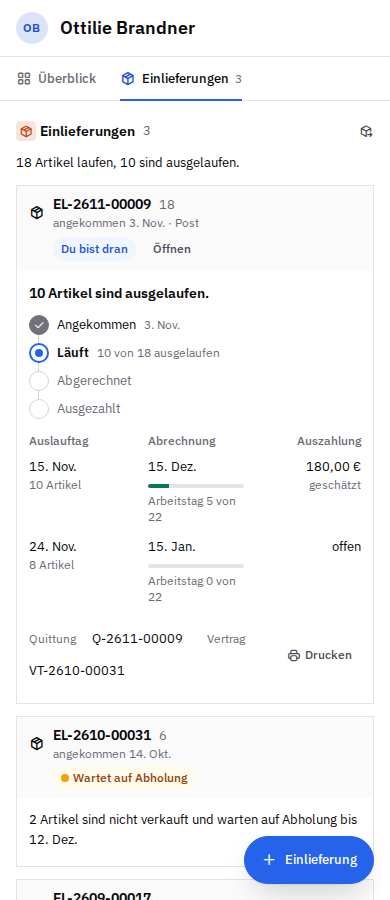 OB Ottilie Brandner
Überblick Einlieferungen 3
Einlieferungen 3
18 Artikel laufen, 10 sind ausgelaufen.
EL-2611-00009 18
angekommen 3. Nov. · Post
Du bist dran Öffnen
10 Artikel sind ausgelaufen.
Angekommen 3. Nov.
Läuft 10 von 18 ausgelaufen
Abgerechnet
Ausgezahlt
Auslauftag Abrechnung Auszahlung
15. Nov. 15. Dez. 180,00 €
10 Artikel geschätzt
Arbeitstag 5 von
22
24. Nov. 15. Jan. offen
8 Artikel
Arbeitstag 0 von
22
Quittung Q-2611-00009 Vertrag
Drucken
VT-2610-00031
EL-2610-00031 6
angekommen 14. Okt.
Wartet auf Abholung
2 Artikel sind nicht verkauft und warten auf Abholung bis
12. Dez.
Einlieferung
EL-2609-00017